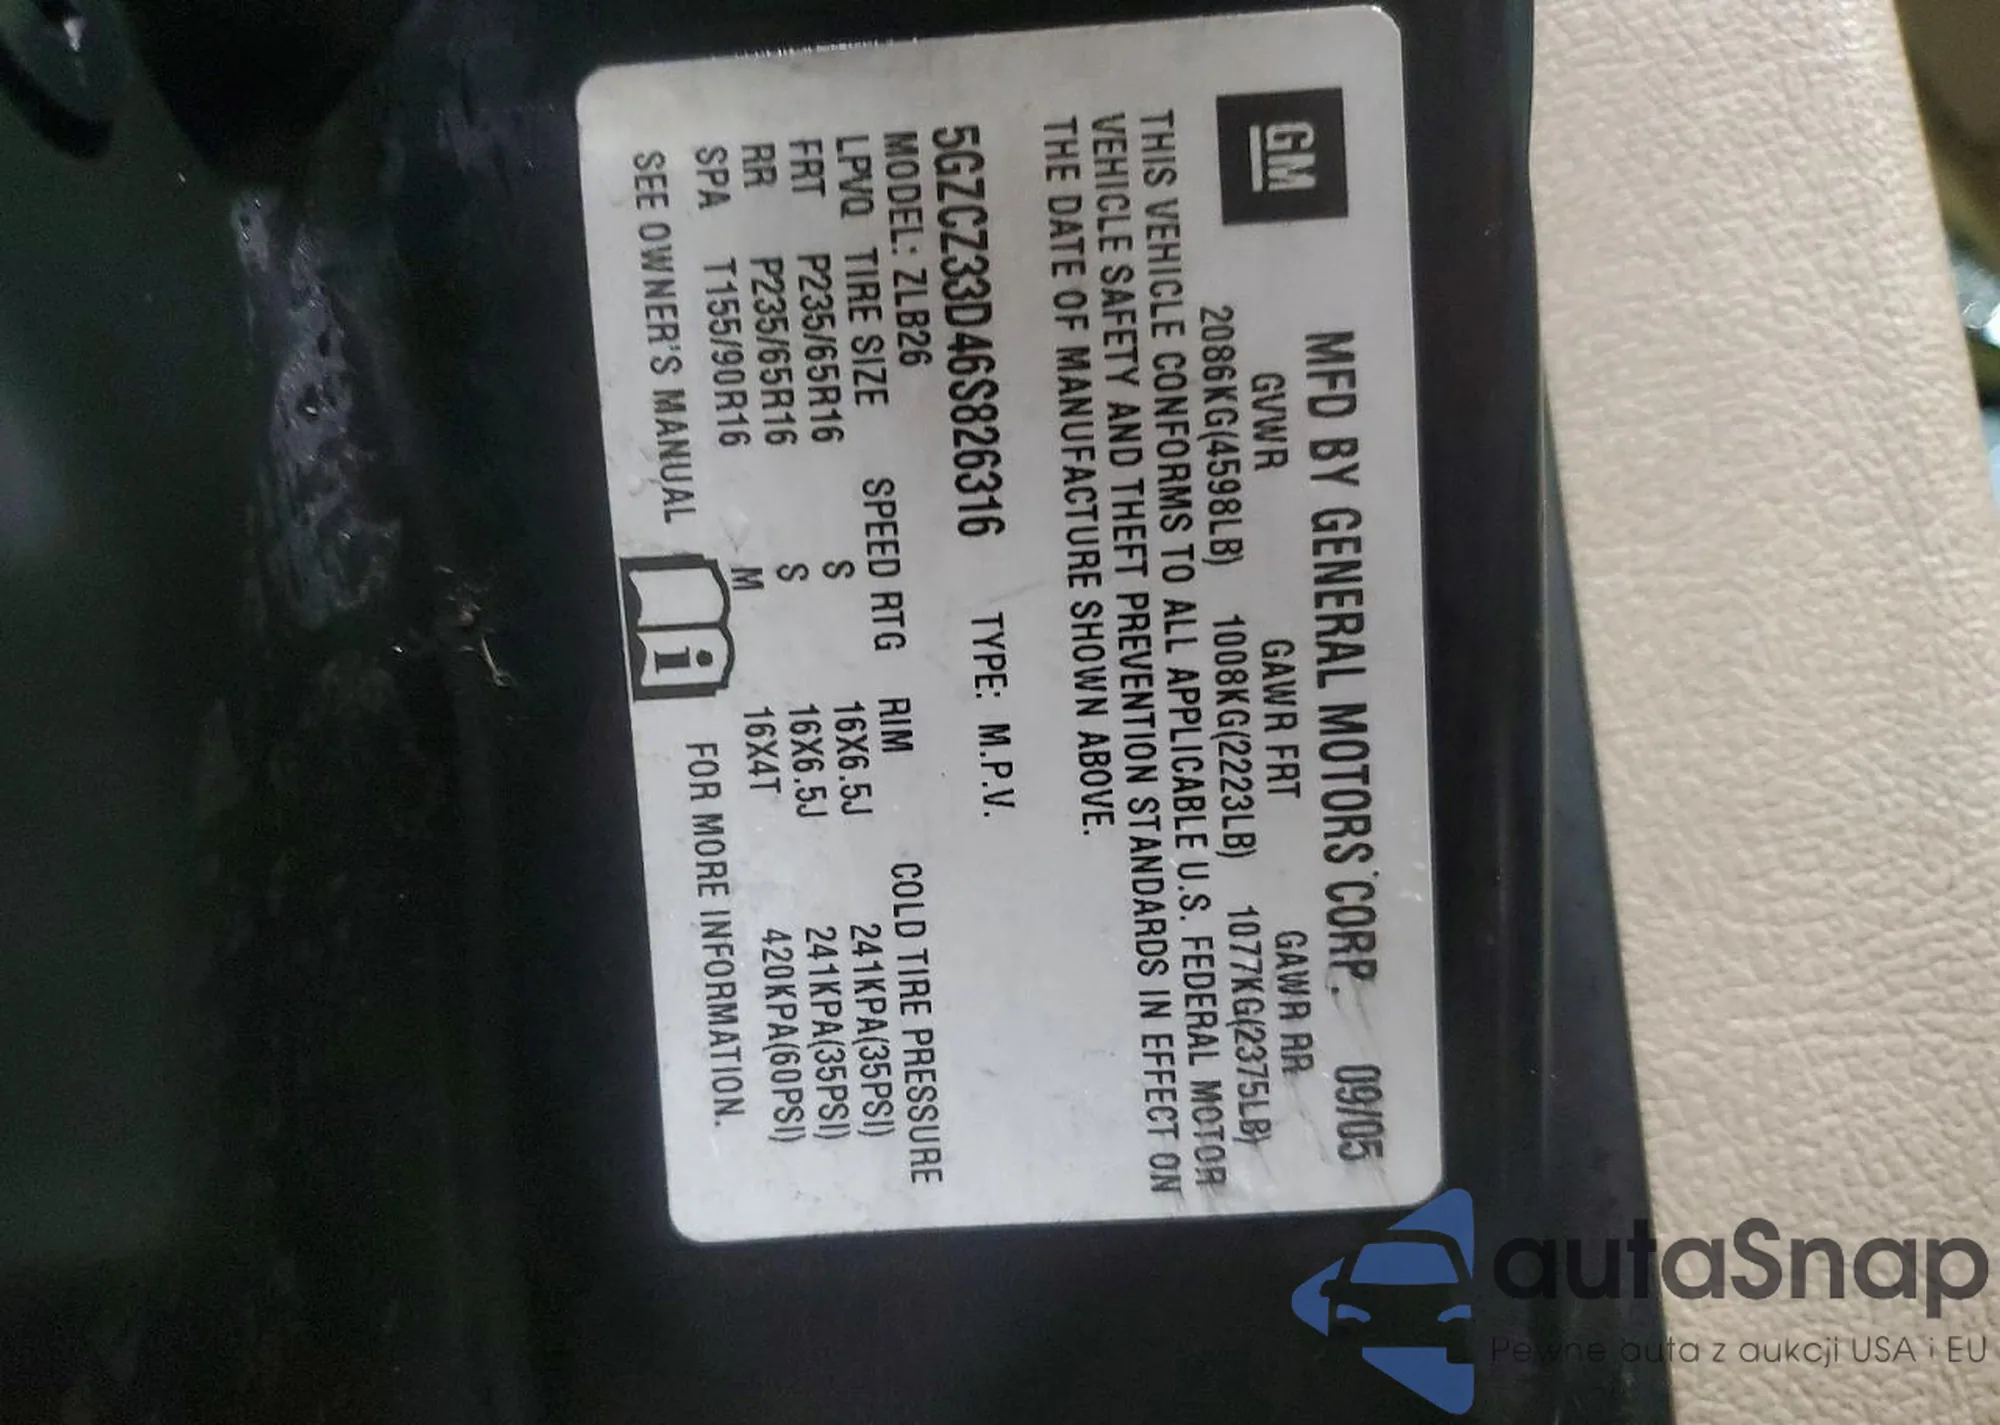 GM
MFD BY GENERAL MOTORS CORP. 09/05
GVWR GAWR FRT GAWR RR
2086KG(4598LB) 1008KG(2223LB) 1077KG(2375LB)
THIS VEHICLE CONFORMS TO ALL APPLICABLE U.S. FEDERAL MOTOR
VEHICLE SAFETY AND THEFT PREVENTION STANDARDS IN EFFECT ON
THE DATE OF MANUFACTURE SHOWN ABOVE.
5GZCZ33D46S826316 TYPE: M.P.V.
MODEL: ZLB26
LPVQ TIRE SIZE SPEED RTG RIM COLD TIRE PRESSURE
FRT P235/65R16 S 16X6.5J 241KPA(35PSI)
RR P235/65R16 S 16X6.5J 241KPA(35PSI)
SPA T155/90R16 M 16X4T 420KPA(60PSI)
SEE OWNER'S MANUAL i FOR MORE INFORMATION.
autaSnap
Pewne auta z aukcji USA i EU